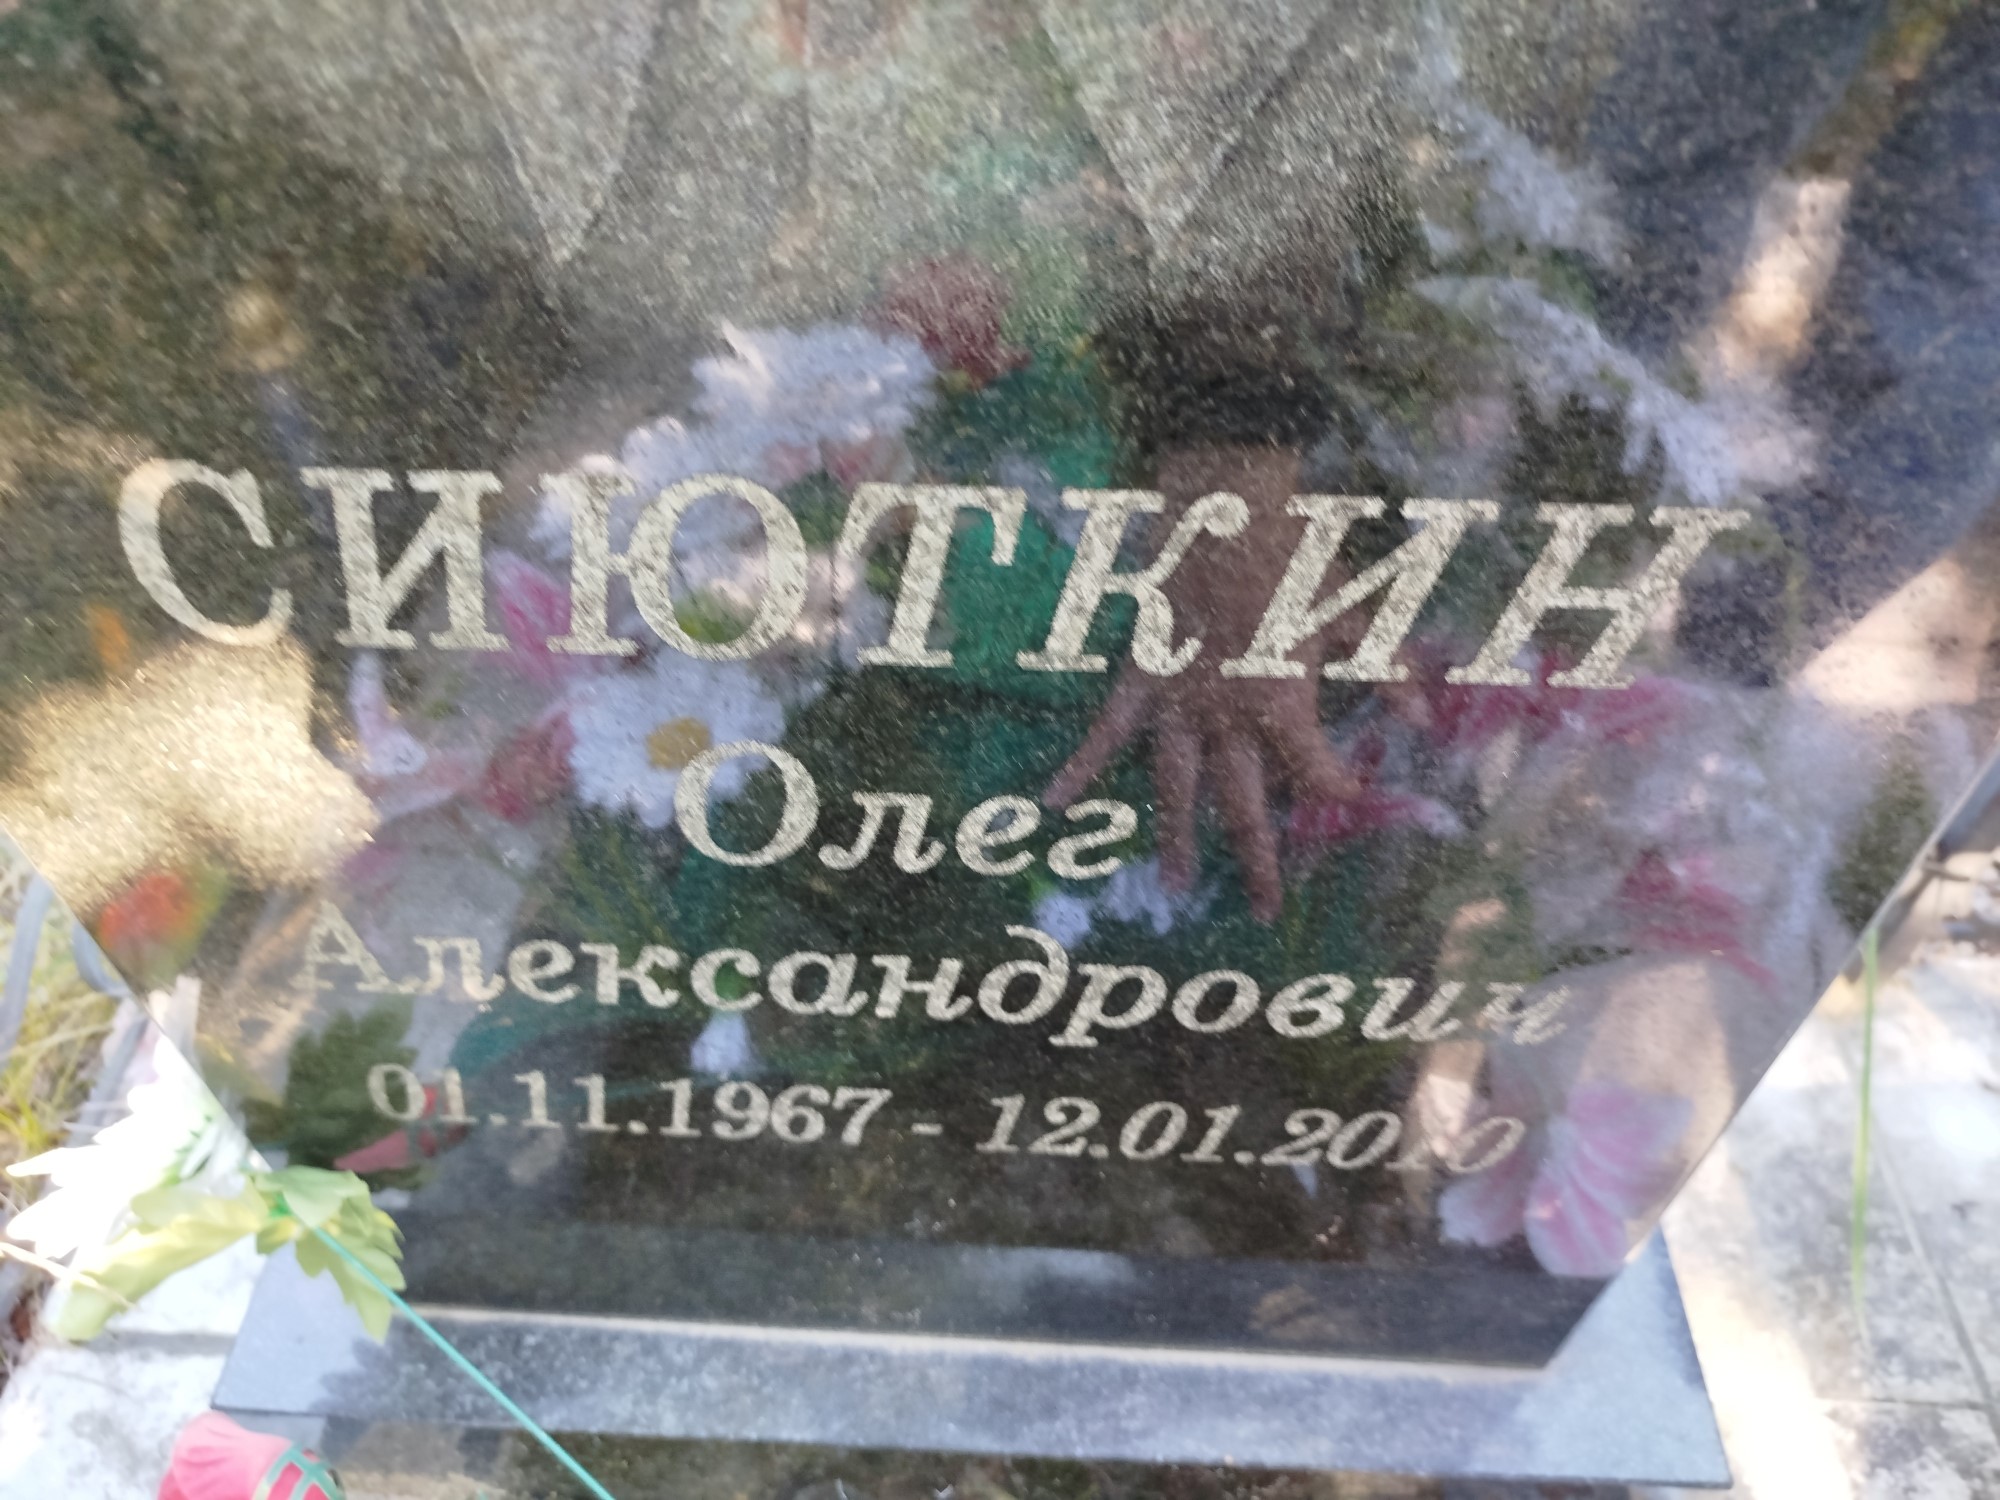 СИЮТКИН
Олег
Александрович
01.11.1967 - 12.01.2010